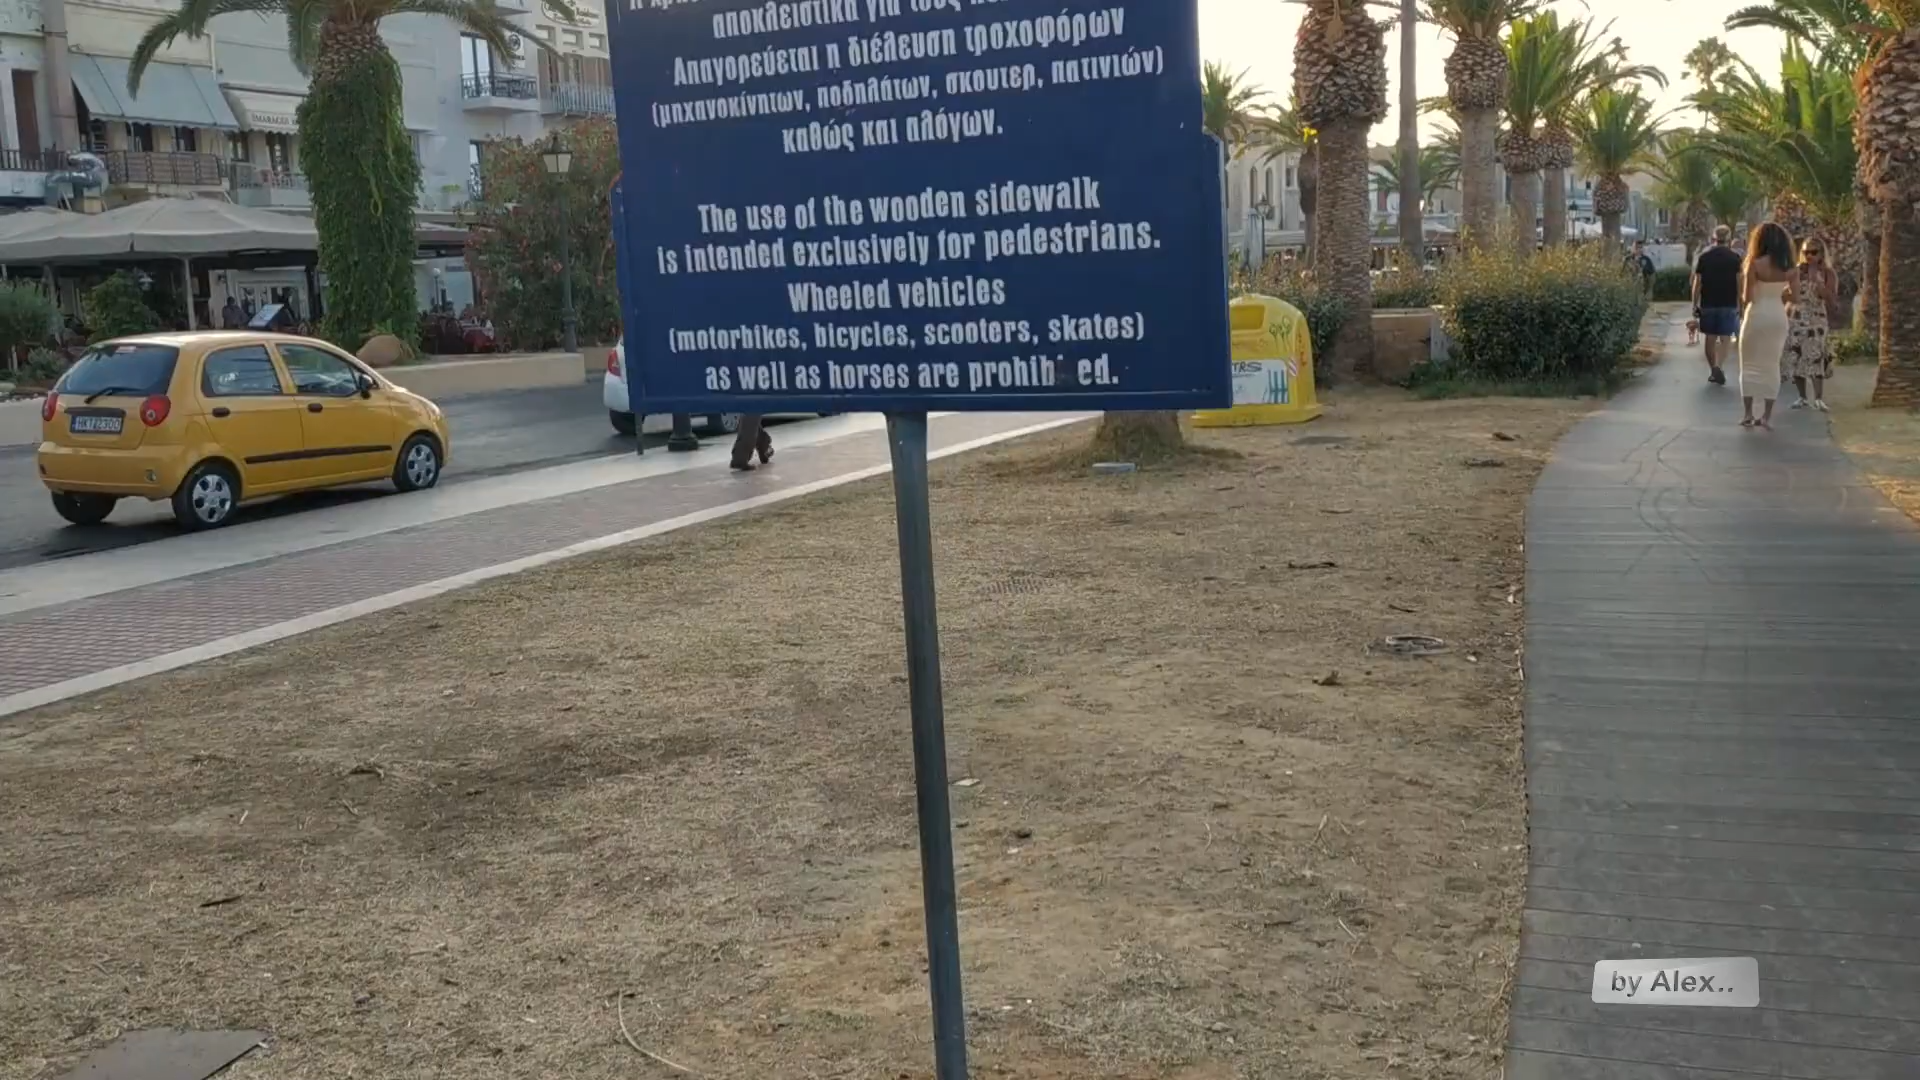 αποκλειστικά για τους
Απαγορεύεται η διέλευση τροχοφόρων
(μηχανοκίνητων, ποδηλάτων, σκουτερ, πατινιών)
καθώς και αλόγων.
The use of the wooden sidewalk
is intended exclusively for pedestrians.
Wheeled vehicles
(motorbikes, bicycles, scooters, skates)
as well as horses are prohib ed.
by Alex..